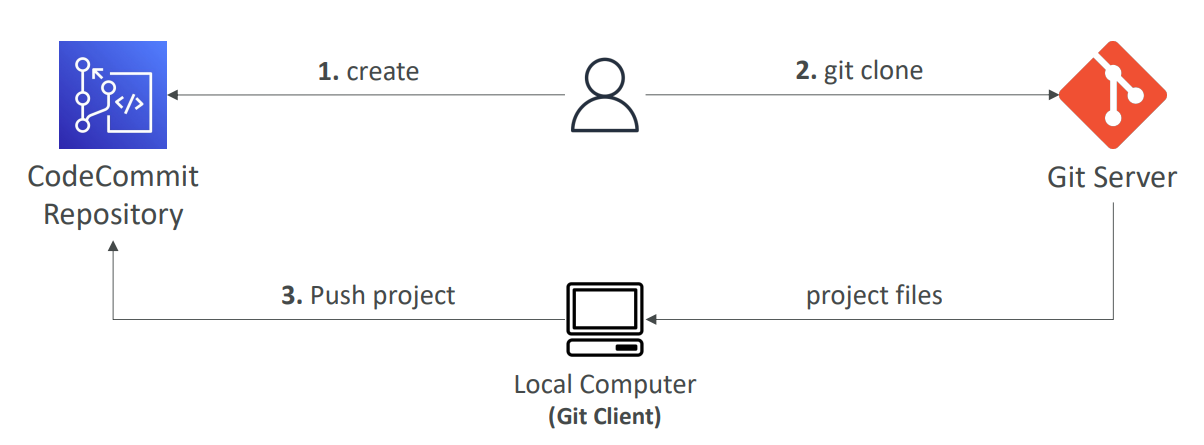 1. create
2. git clone
CodeCommit
Repository
Git Server
3. Push project
project files
Local Computer
(Git Client)